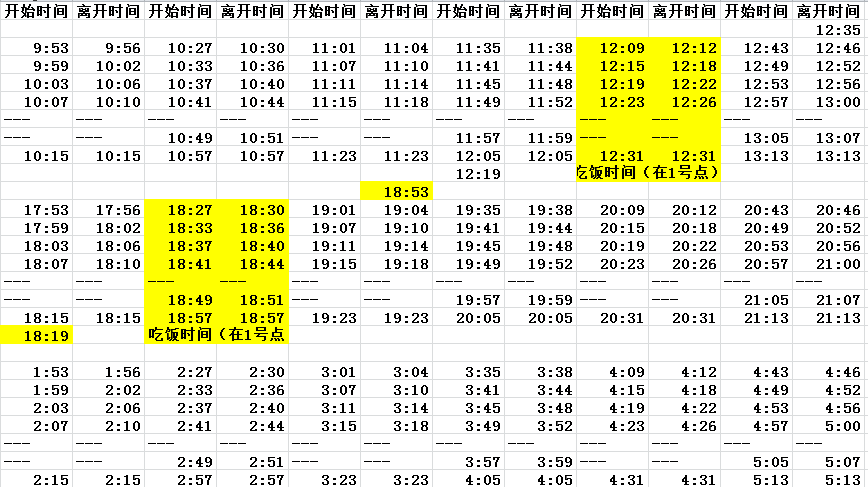 开始时间 离开时间 开始时间 离开时间 开始时间 离开时间 开始时间 离开时间 开始时间 离开时间 开始时间 离开时间
12:35
9:53 9:56 10:27 10:30 11:01 11:04 11:35 11:38 12:09 12:12 12:43 12:46
9:59 10:02 10:33 10:36 11:07 11:10 11:41 11:44 12:15 12:18 12:49 12:52
10:03 10:06 10:37 10:40 11:11 11:14 11:45 11:48 12:19 12:22 12:53 12:56
10:07 10:10 10:41 10:44 11:15 11:18 11:49 11:52 12:23 12:26 12:57 13:00
--- --- --- --- --- --- --- --- --- --- --- ---
--- --- 10:49 10:51 --- --- 11:57 11:59 --- --- 13:05 13:07
10:15 10:15 10:57 10:57 11:23 11:23 12:05 12:05 12:31 12:31 13:13 13:13
12:19 吃饭时间（在1号点）
18:53
17:53 17:56 18:27 18:30 19:01 19:04 19:35 19:38 20:09 20:12 20:43 20:46
17:59 18:02 18:33 18:36 19:07 19:10 19:41 19:44 20:15 20:18 20:49 20:52
18:03 18:06 18:37 18:40 19:11 19:14 19:45 19:48 20:19 20:22 20:53 20:56
18:07 18:10 18:41 18:44 19:15 19:18 19:49 19:52 20:23 20:26 20:57 21:00
--- --- --- --- --- --- --- --- --- --- --- ---
--- --- 18:49 18:51 --- --- 19:57 19:59 --- --- 21:05 21:07
18:15 18:15 18:57 18:57 19:23 19:23 20:05 20:05 20:31 20:31 21:13 21:13
18:19 吃饭时间（在1号点
1:53 1:56 2:27 2:30 3:01 3:04 3:35 3:38 4:09 4:12 4:43 4:46
1:59 2:02 2:33 2:36 3:07 3:10 3:41 3:44 4:15 4:18 4:49 4:52
2:03 2:06 2:37 2:40 3:11 3:14 3:45 3:48 4:19 4:22 4:53 4:56
2:07 2:10 2:41 2:44 3:15 3:18 3:49 3:52 4:23 4:26 4:57 5:00
--- --- --- --- --- --- --- --- --- --- --- ---
--- --- 2:49 2:51 --- --- 3:57 3:59 --- --- 5:05 5:07
2:15 2:15 2:57 2:57 3:23 3:23 4:05 4:05 4:31 4:31 5:13 5:13